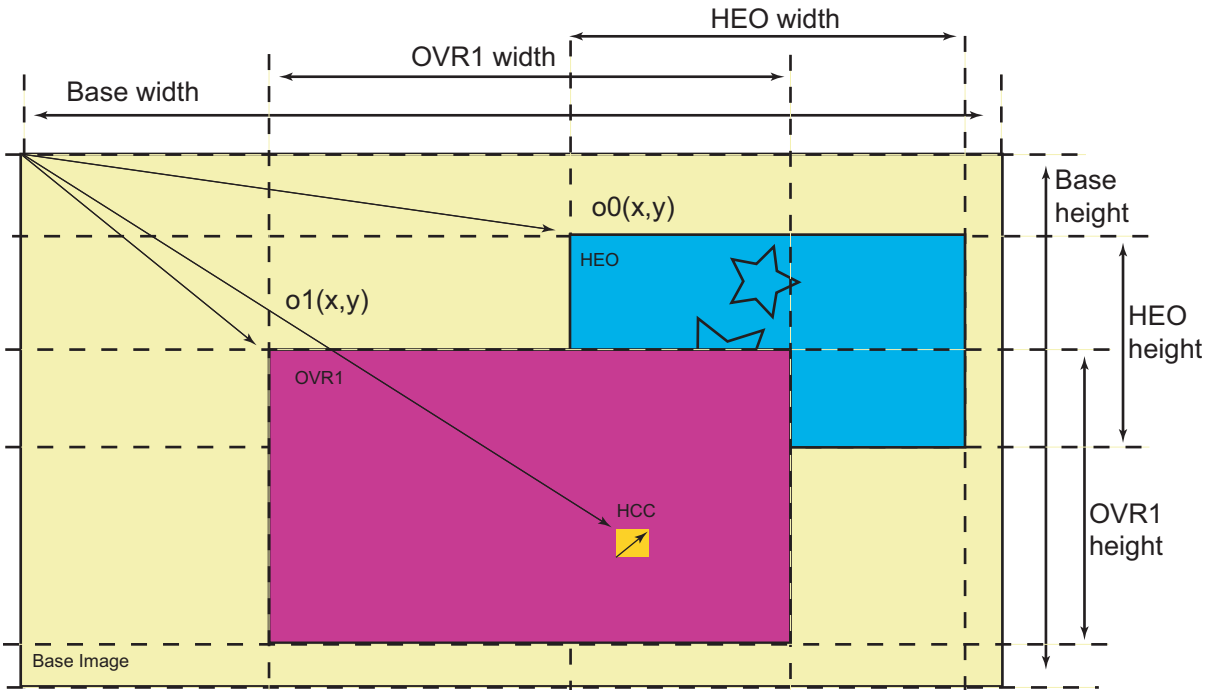 HEO width
OVR1 width
Base width
Base
height
o0(x,y)
HEO
o1(x,y)
HEO
height
OVR1
HCC
OVR1
height
Base Image